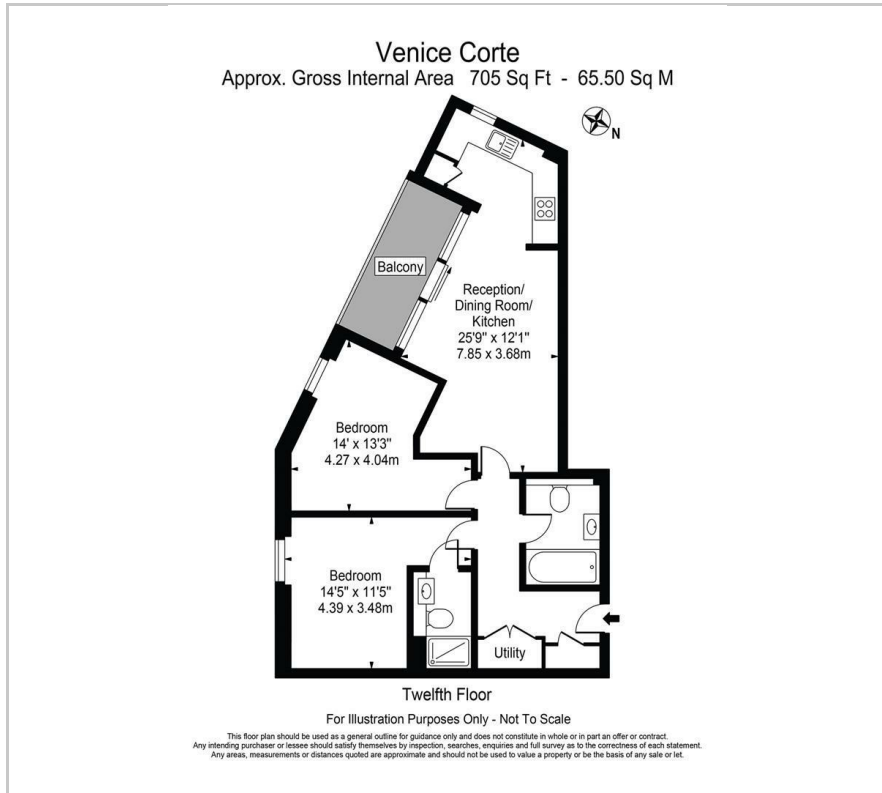 Venice Corte
Approx. Gross Internal Area 705 Sq Ft - 65.50 Sq M
N
Balcony
Reception/
Dining Room/
Kitchen
25'9" x 12'1"
7.85 x 3.68m
Bedroom
14' x 13'3"
4.27 x 4.04m
Bedroom
14'5" x 11'5"
4.39 x 3.48m
Utility
Twelfth Floor
For Illustration Purposes Only - Not To Scale
This floor plan should be used as a general outline for guidance only and does not constitute in whole or in part an offer or contract.
Any intending purchaser or lessee should satisfy themselves by inspection, searches, enquiries and full survey as to the correctness of each statement.
Any areas, measurements or distances quoted are approximate and should not be used to value a property or be the basis of any sale or let.